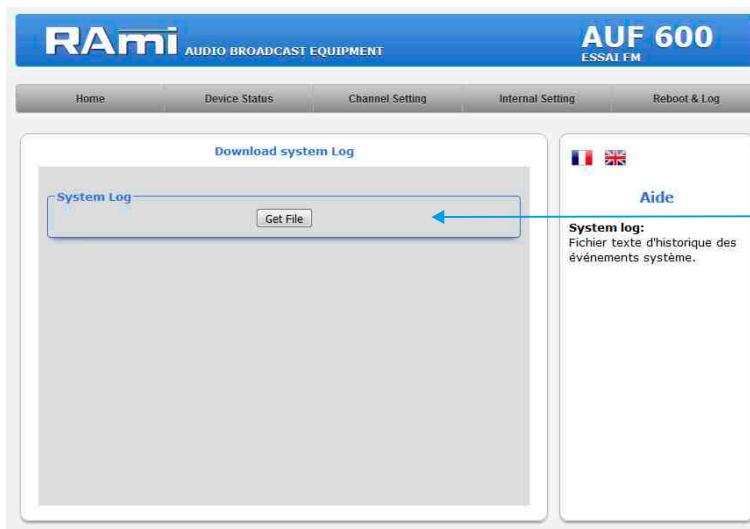 RAmi AUDIO BROADCAST EQUIPMENT
AUF 600
ESSAI FM
Home Device Status Channel Setting Internal Setting Reboot & Log
Download system Log
System Log
Get File
Aide
System log:
Fichier texte d'historique des
événements système.